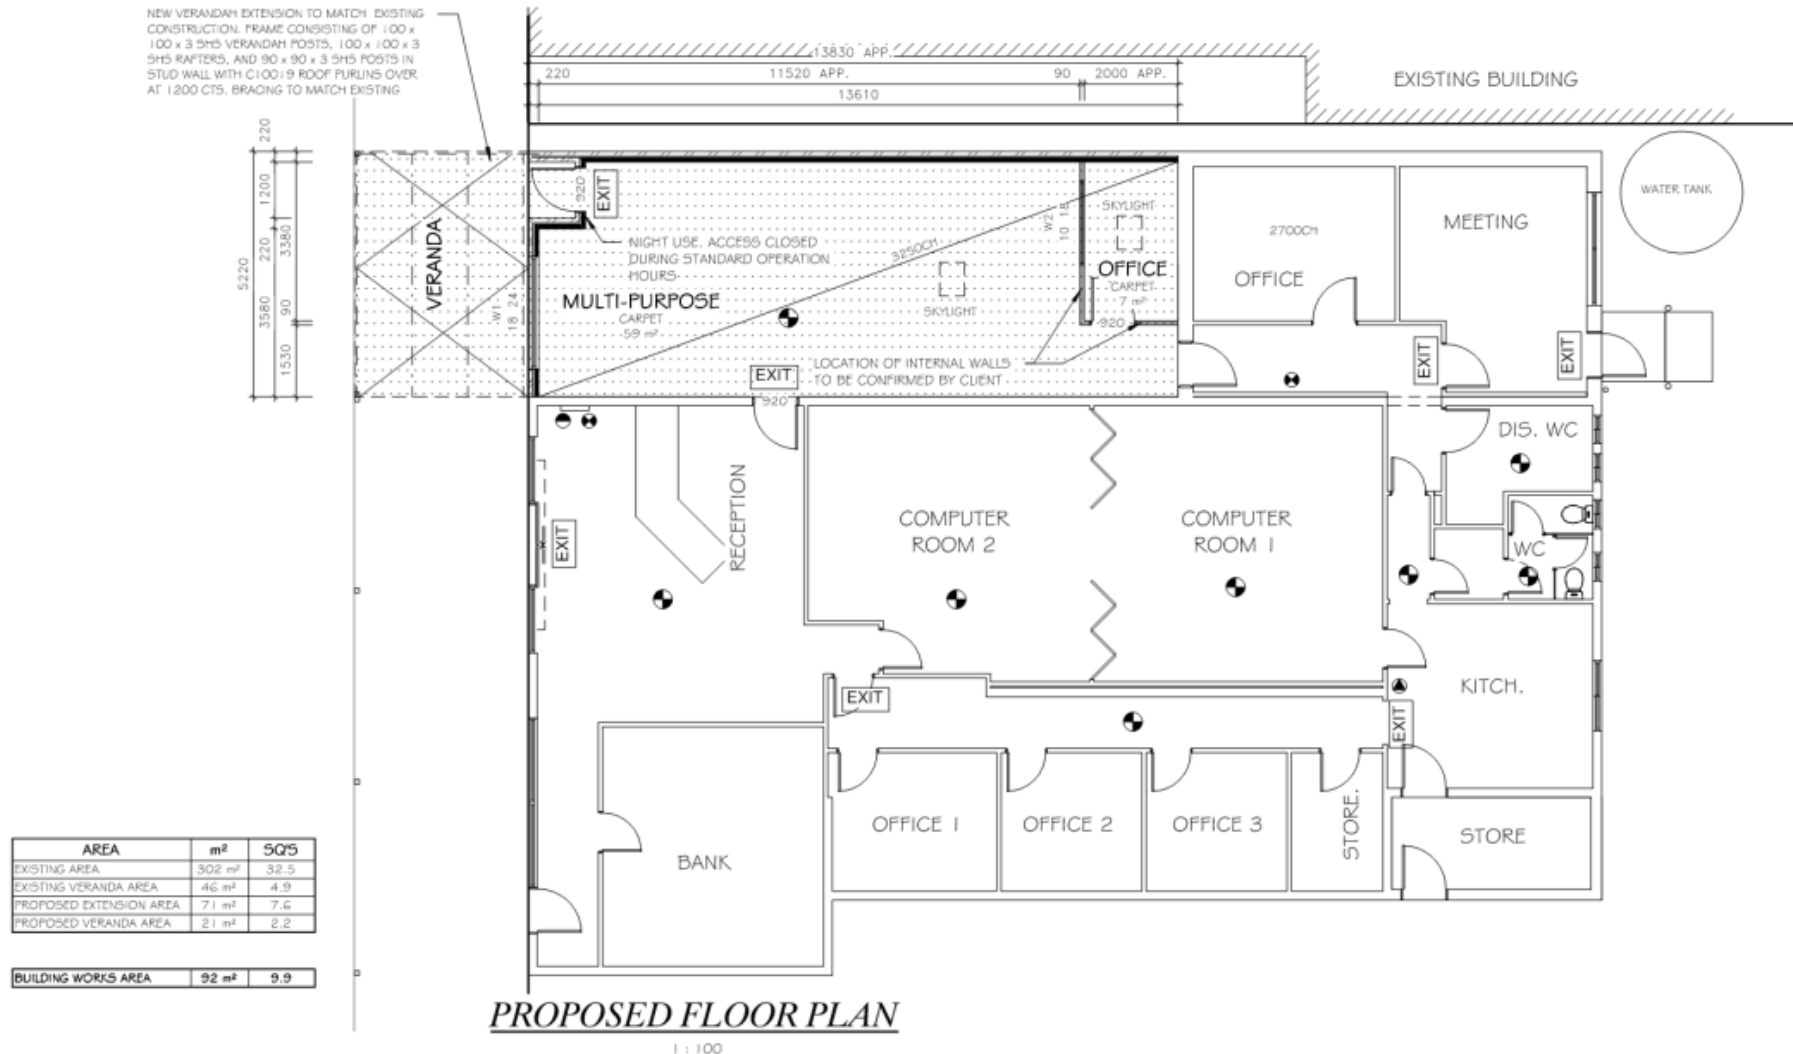 NEW VERANDAH EXTENSION TO MATCH EXISTING
CONSTRUCTION. FRAME CONSISTING OF 100 x
100 x 3 SHS VERANDAH POSTS, 100 x 100 x 3
SHS RAFTERS, AND 90 x 90 x 3 SHS POSTS IN
STUD WALL WITH C10019 ROOF PURLINS OVER
AT 1200 CTS. BRACING TO MATCH EXISTING
13830 APP.
220
11520 APP.
90
2000 APP.
13610
EXISTING BUILDING
WATER TANK
220
1200
220
3380
5220
3580
90
1530
VERANDA
W1
18 24
920
EXIT
NIGHT USE. ACCESS CLOSED
DURING STANDARD OPERATION
HOURS
MULTI-PURPOSE
CARPET
59 m²
3250CH
SKYLIGHT
W2
10 18
SKYLIGHT
OFFICE
CARPET
7 m²
920
LOCATION OF INTERNAL WALLS
TO BE CONFIRMED BY CLIENT
EXIT
920
2700CH
OFFICE
MEETING
EXIT
EXIT
DIS. WC
WC
RECEPTION
EXIT
COMPUTER
ROOM 2
COMPUTER
ROOM 1
KITCH.
EXIT
EXIT
BANK
OFFICE 1
OFFICE 2
OFFICE 3
STORE.
STORE
AREA m² SQ'S
EXISTING AREA 302 m² 32.5
EXISTING VERANDA AREA 46 m² 4.9
PROPOSED EXTENSION AREA 71 m² 7.6
PROPOSED VERANDA AREA 21 m² 2.2
BUILDING WORKS AREA 92 m² 9.9
PROPOSED FLOOR PLAN
1 : 100